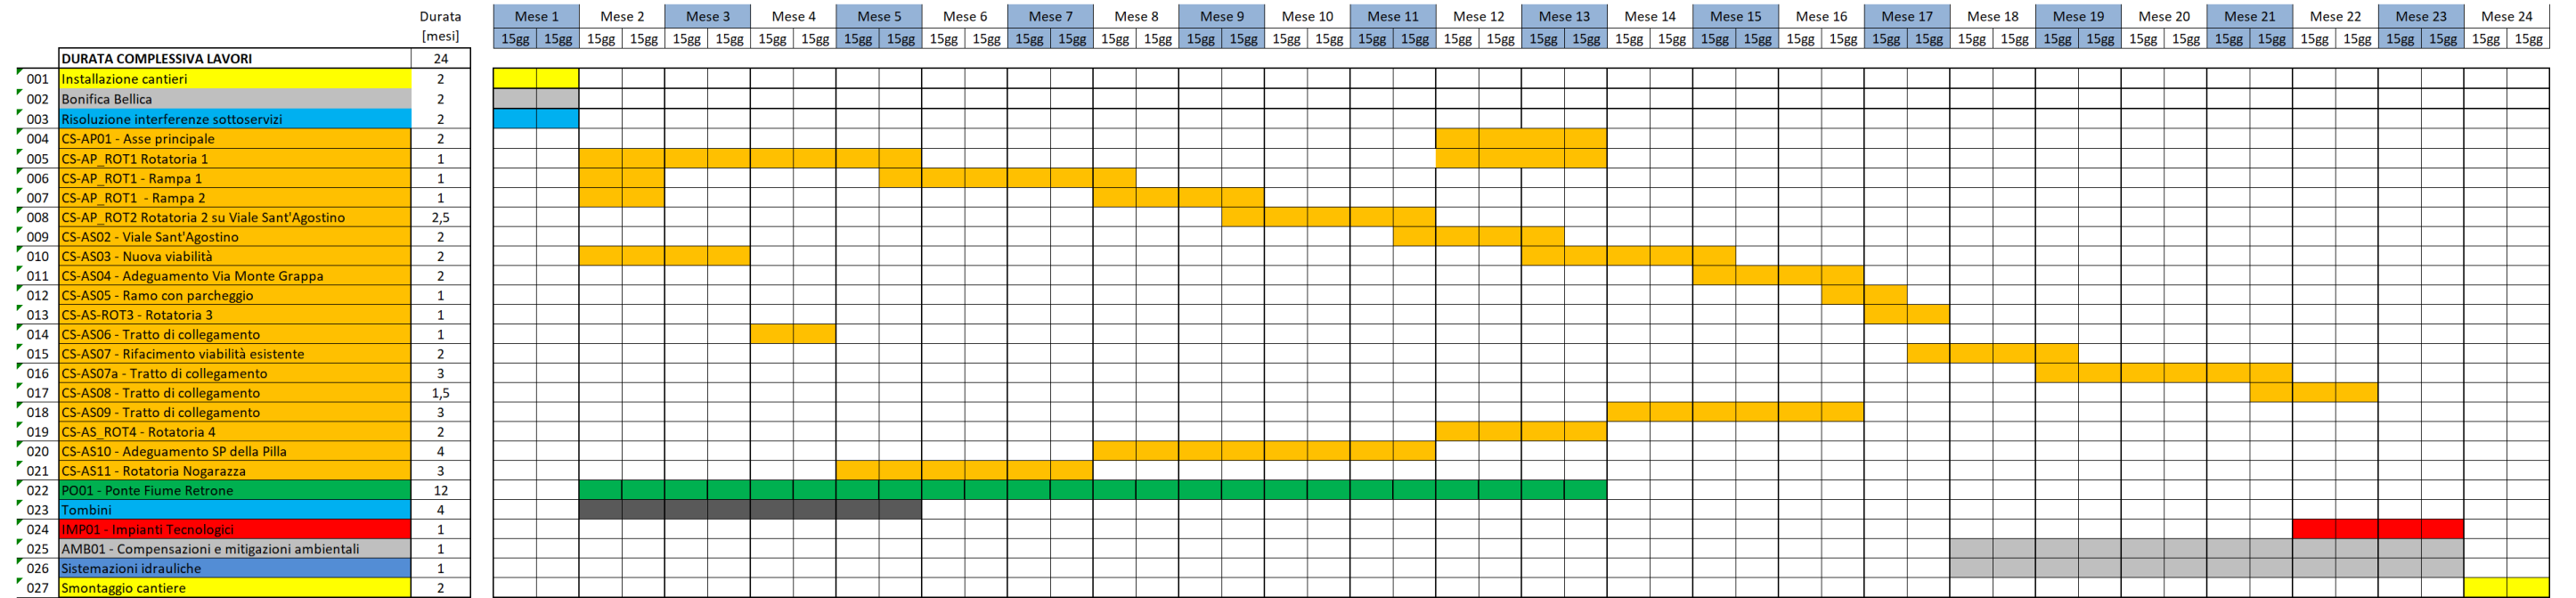 Durata Mese 1 Mese 2 Mese 3 Mese 4 Mese 5 Mese 6 Mese 7 Mese 8 Mese 9 Mese 10 Mese 11 Mese 12 Mese 13 Mese 14 Mese 15 Mese 16 Mese 17 Mese 18 Mese 19 Mese 20 Mese 21 Mese 22 Mese 23 Mese 24
[mesi] 15gg 15gg 15gg 15gg 15gg 15gg 15gg 15gg 15gg 15gg 15gg 15gg 15gg 15gg 15gg 15gg 15gg 15gg 15gg 15gg 15gg 15gg 15gg 15gg 15gg 15gg 15gg 15gg 15gg 15gg 15gg 15gg 15gg 15gg 15gg 15gg 15gg 15gg 15gg 15gg 15gg 15gg 15gg 15gg 15gg 15gg 15gg 15gg
DURATA COMPLESSIVA LAVORI 24
001 Installazione cantieri 2
002 Bonifica Bellica 2
003 Risoluzione interferenze sottoservizi 2
004 CS-AP01 - Asse principale 2
005 CS-AP_ROT1 Rotatoria 1 1
006 CS-AP_ROT1 - Rampa 1 1
007 CS-AP_ROT1 - Rampa 2 1
008 CS-AP_ROT2 Rotatoria 2 su Viale Sant'Agostino 2,5
009 CS-AS02 - Viale Sant'Agostino 2
010 CS-AS03 - Nuova viabilità 2
011 CS-AS04 - Adeguamento Via Monte Grappa 2
012 CS-AS05 - Ramo con parcheggio 1
013 CS-AS-ROT3 - Rotatoria 3 1
014 CS-AS06 - Tratto di collegamento 1
015 CS-AS07 - Rifacimento viabilità esistente 2
016 CS-AS07a - Tratto di collegamento 3
017 CS-AS08 - Tratto di collegamento 1,5
018 CS-AS09 - Tratto di collegamento 3
019 CS-AS_ROT4 - Rotatoria 4 2
020 CS-AS10 - Adeguamento SP della Pilla 4
021 CS-AS11 - Rotatoria Nogarazza 3
022 PO01 - Ponte Fiume Retrone 12
023 Tombini 4
024 IMP01 - Impianti Tecnologici 1
025 AMB01 - Compensazioni e mitigazioni ambientali 1
026 Sistemazioni idrauliche 1
027 Smontaggio cantiere 2